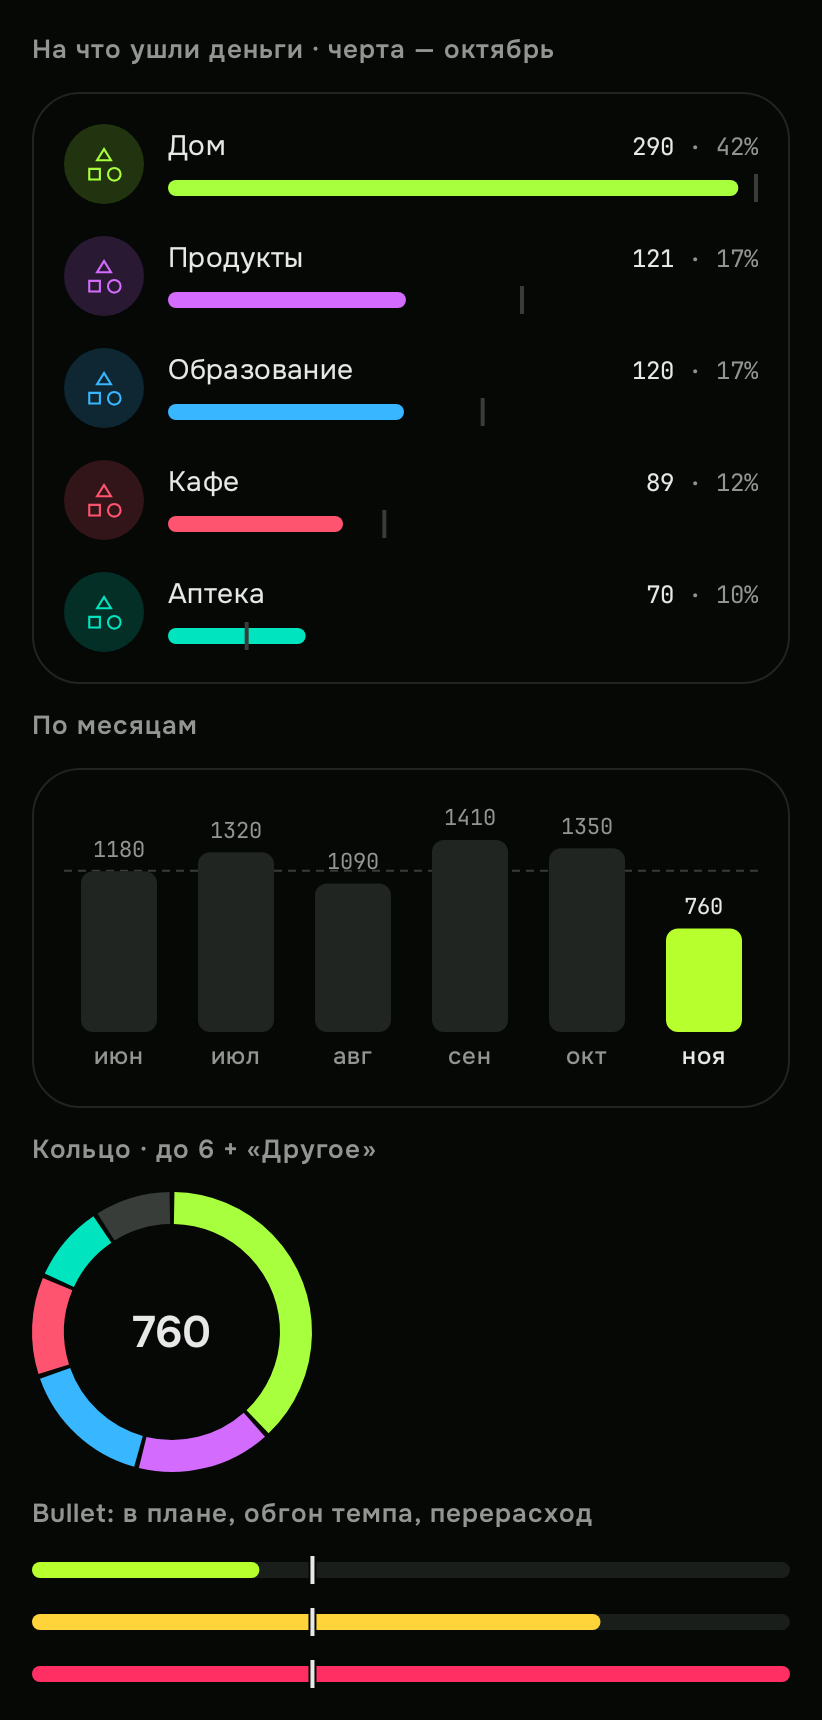 На что ушли деньги · черта — октябрь
Дом 290 · 42%
Продукты 121 · 17%
Образование 120 · 17%
Кафе 89 · 12%
Аптека 70 · 10%
По месяцам
1180 1320 1090 1410 1350 760
июн июл авг сен окт ноя
Кольцо · до 6 + «Другое»
760
Bullet: в плане, обгон темпа, перерасход